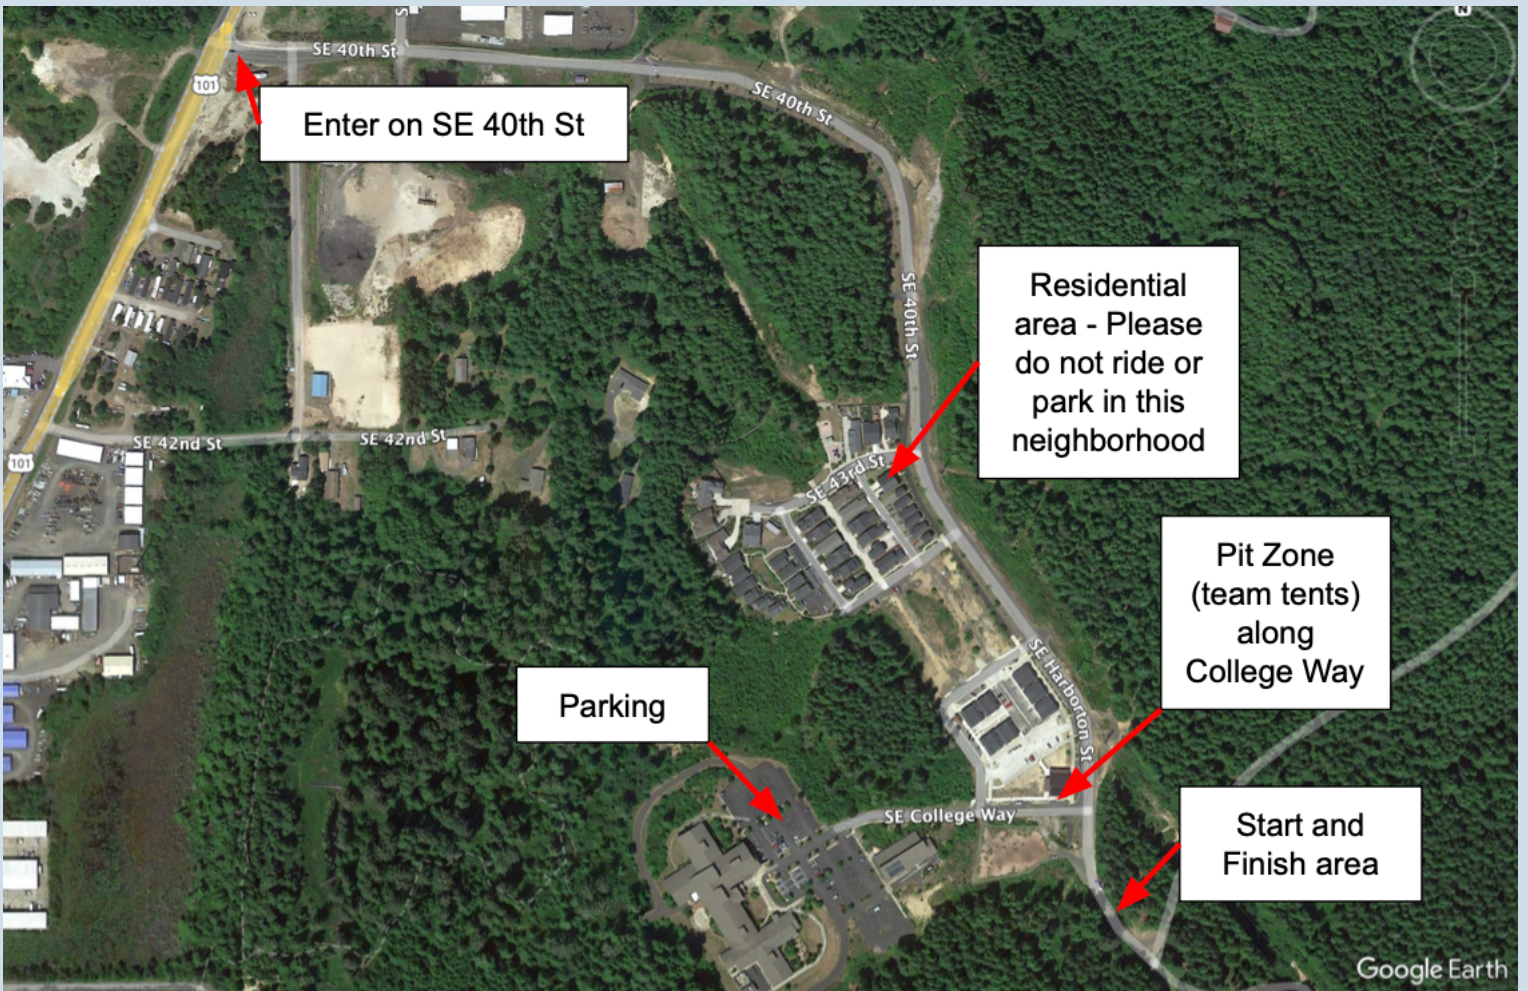 SE 40th St
101
Enter on SE 40th St
SE 40th St
SE 40th St
Residential
area - Please
do not ride or
park in this
neighborhood
SE 42nd St
SE 42nd St
101
SE 43rd St
Pit Zone
(team tents)
along
College Way
SE Harborton St
Parking
SE College Way
Start and
Finish area
Google Earth